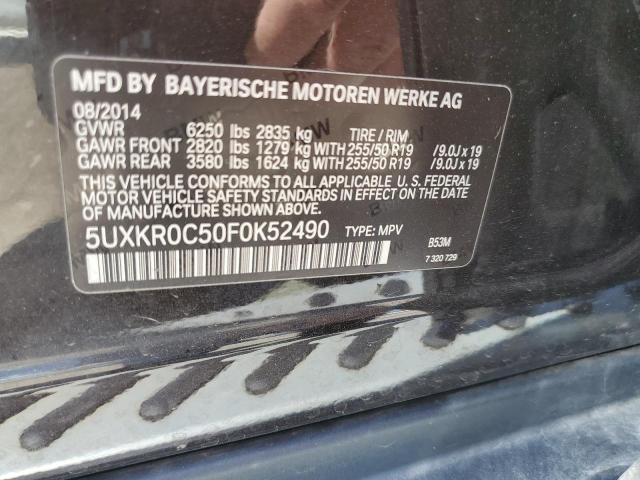 MFD BY BAYERISCHE MOTOREN WERKE AG
08/2014
GVWR 6250 lbs 2835 kg TIRE / RIM
GAWR FRONT 2820 lbs 1279 kg WITH 255/50 R19 /9.0J x 19
GAWR REAR 3580 lbs 1624 kg WITH 255/50 R19 /9.0J x 19
THIS VEHICLE CONFORMS TO ALL APPLICABLE U. S. FEDERAL
MOTOR VEHICLE SAFETY STANDARDS IN EFFECT ON THE DATE
OF MANUFACTURE SHOWN ABOVE.
5UXKR0C50F0K52490 TYPE: MPV B53M
7 320 729